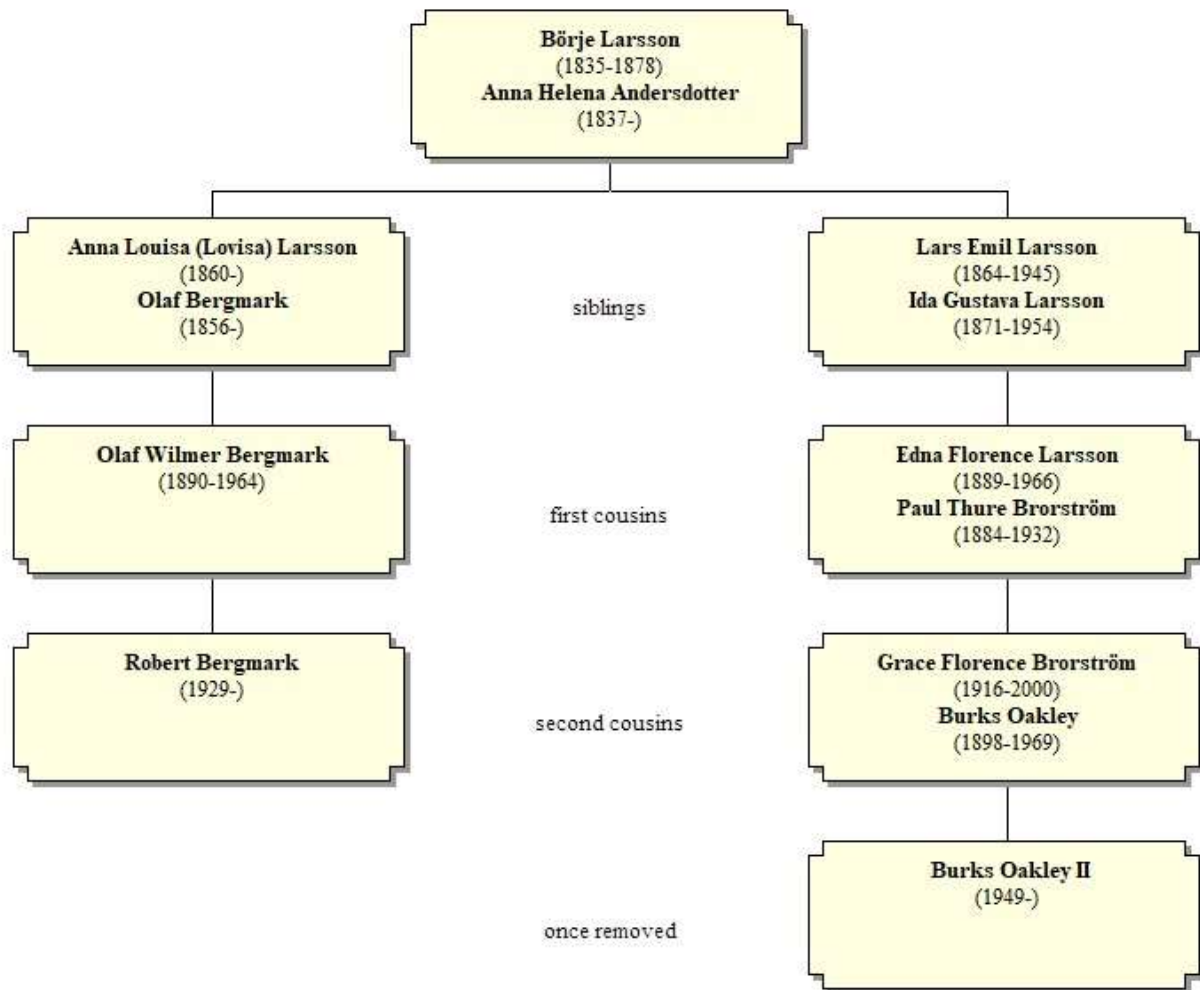 Börje Larsson
(1835-1878)
Anna Helena Andersdotter
(1837-)
Anna Louisa (Lovisa) Larsson
(1860-)
Olaf Bergmark
(1856-)
siblings
Lars Emil Larsson
(1864-1945)
Ida Gustava Larsson
(1871-1954)
Olaf Wilmer Bergmark
(1890-1964)
first cousins
Edna Florence Larsson
(1889-1966)
Paul Thure Brorström
(1884-1932)
Robert Bergmark
(1929-)
second cousins
Grace Florence Brorström
(1916-2000)
Burks Oakley
(1898-1969)
Burks Oakley II
(1949-)
once removed